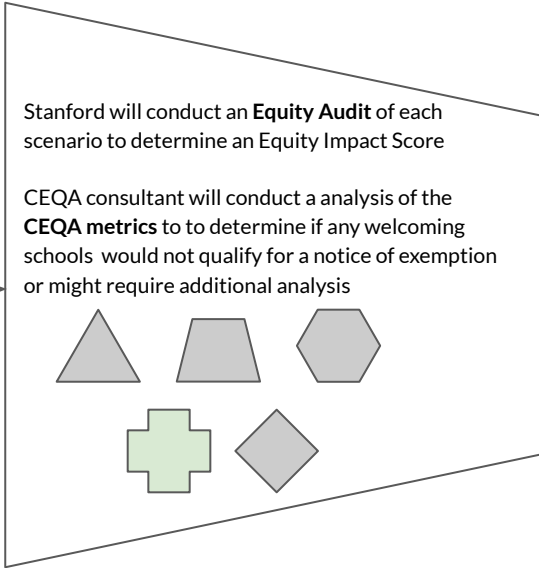 Stanford will conduct an Equity Audit of each
scenario to determine an Equity Impact Score
CEQA consultant will conduct a analysis of the
CEQA metrics to to determine if any welcoming
schools would not qualify for a notice of exemption
or might require additional analysis